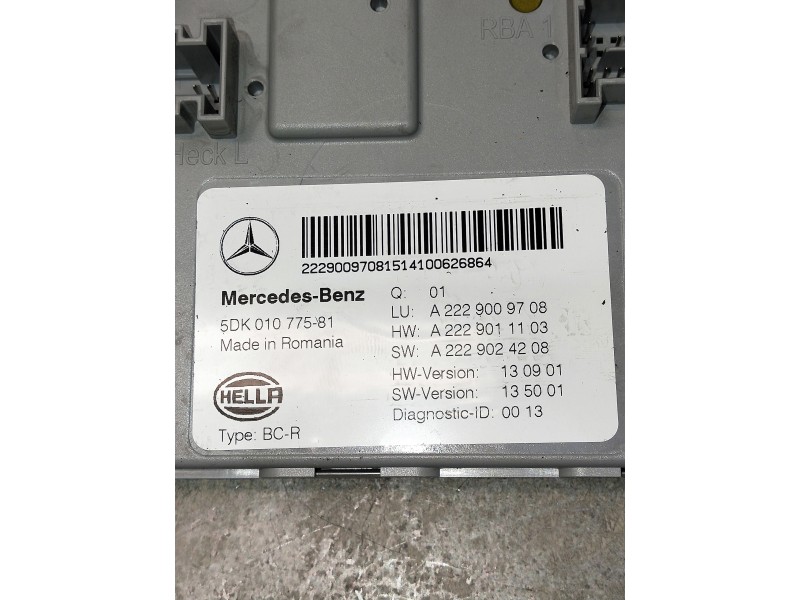 RBA 1
Heck L
22290097081514100626864
Mercedes-Benz
5DK 010 775-81
Made in Romania
HELLA
Type: BC-R
Q: 01
LU: A 222 900 97 08
HW: A 222 901 11 03
SW: A 222 902 42 08
HW-Version: 13 09 01
SW-Version: 13 50 01
Diagnostic-ID: 00 13